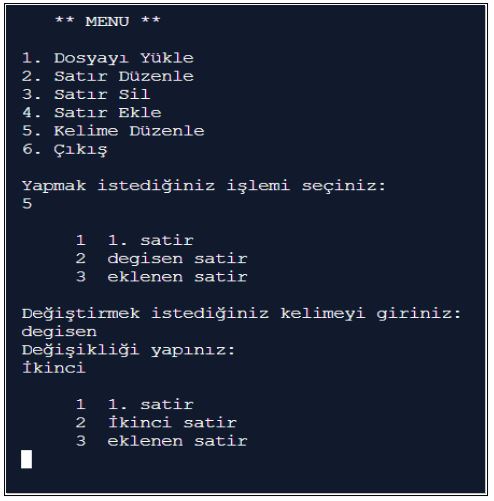 ** MENU **
1. Dosyayı Yükle
2. Satır Düzenle
3. Satır Sil
4. Satır Ekle
5. Kelime Düzenle
6. Çıkış
Yapmak istediğiniz işlemi seçiniz:
5
1 1. satir
2 degisen satir
3 eklenen satir
Değiştirmek istediğiniz kelimeyi giriniz:
degisen
Değişikliği yapınız:
İkinci
1 1. satir
2 İkinci satir
3 eklenen satir